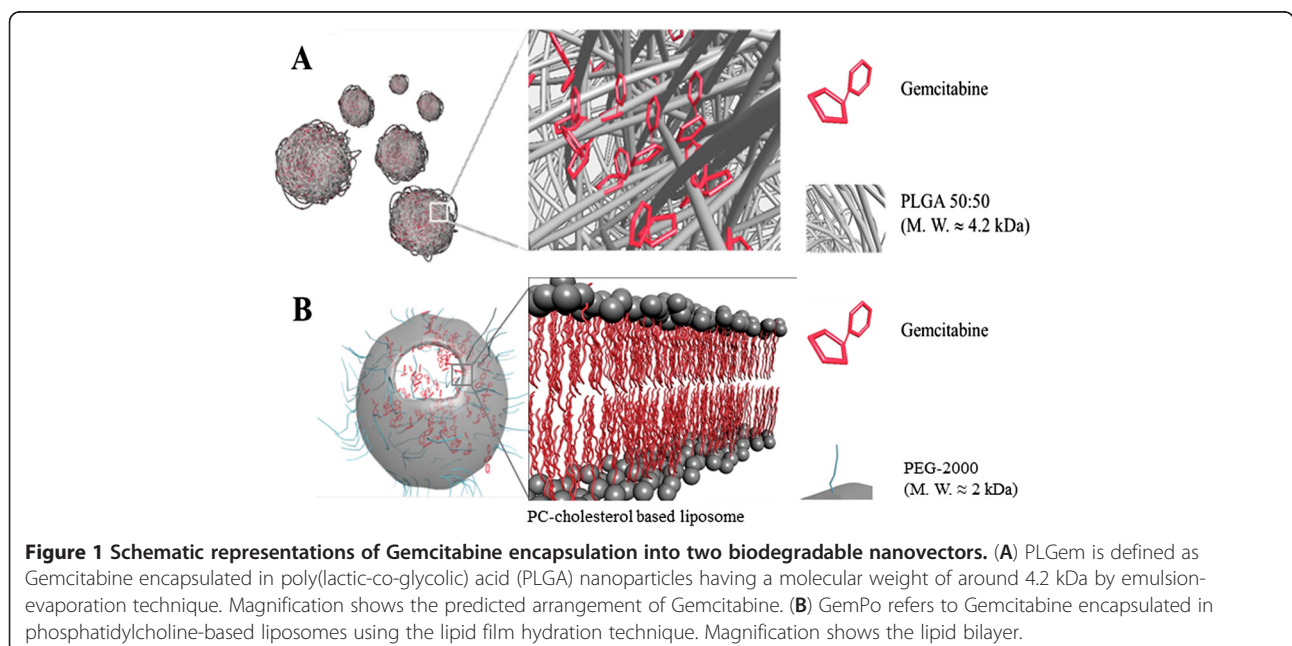 A
Gemcitabine
PLGA 50:50
(M. W. ≈ 4.2 kDa)
B
Gemcitabine
PEG-2000
(M. W. ≈ 2 kDa)
PC-cholesterol based liposome
Figure 1 Schematic representations of Gemcitabine encapsulation into two biodegradable nanovectors. (A) PLGem is defined as
Gemcitabine encapsulated in poly(lactic-co-glycolic) acid (PLGA) nanoparticles having a molecular weight of around 4.2 kDa by emulsion-
evaporation technique. Magnification shows the predicted arrangement of Gemcitabine. (B) GemPo refers to Gemcitabine encapsulated in
phosphatidylcholine-based liposomes using the lipid film hydration technique. Magnification shows the lipid bilayer.